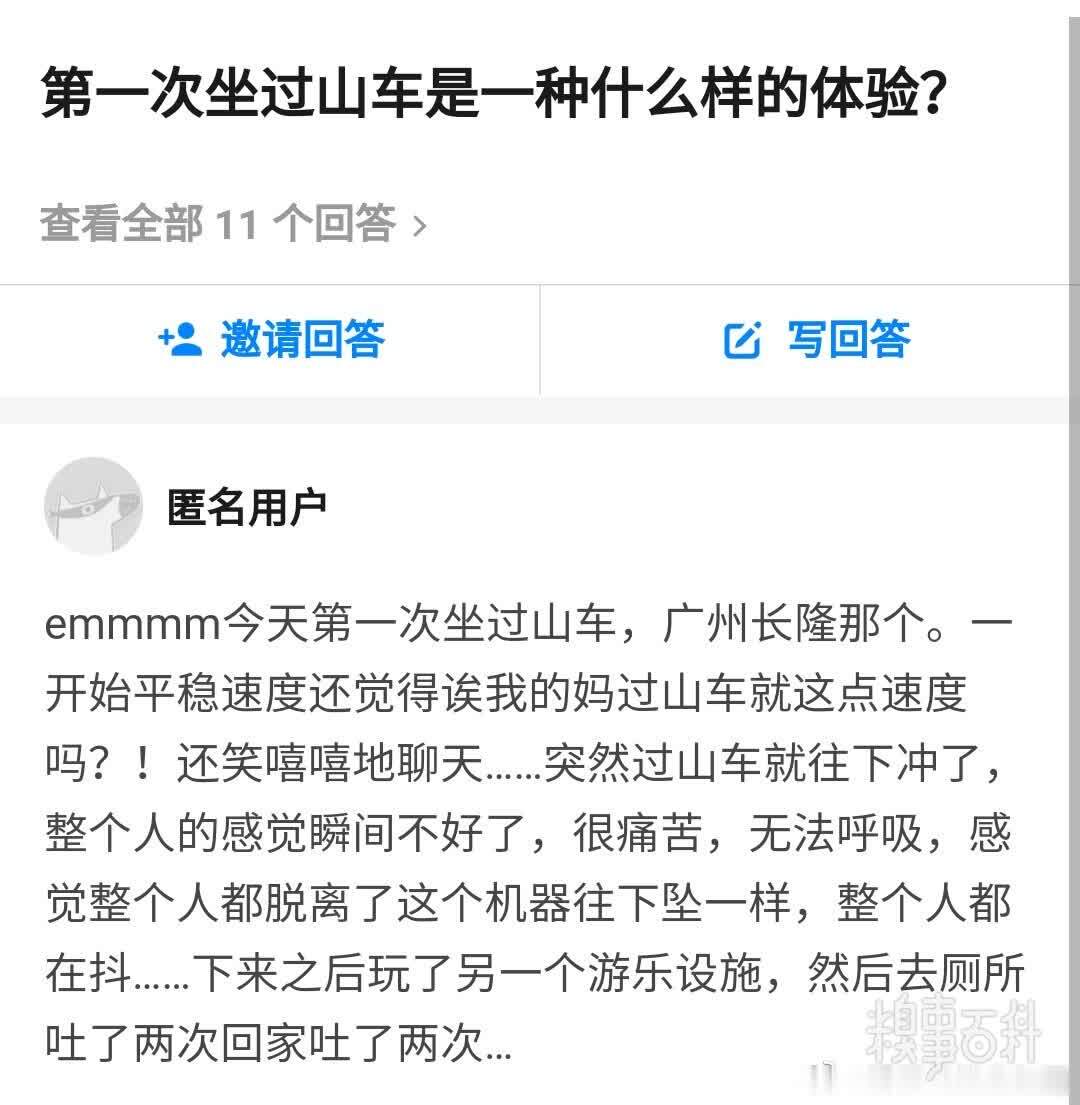 第一次坐过山车是一种什么样的体验？
查看全部 11 个回答 >
邀请回答
写回答
匿名用户
emmmm今天第一次坐过山车，广州长隆那个。一
开始平稳速度还觉得诶我的妈过山车就这点速度
吗？！还笑嘻嘻地聊天……突然过山车就往下冲了，
整个人的感觉瞬间不好了，很痛苦，无法呼吸，感
觉整个人都脱离了这个机器往下坠一样，整个人都
在抖……下来之后玩了另一个游乐设施，然后去厕所
吐了两次回家吐了两次...
糗事百科